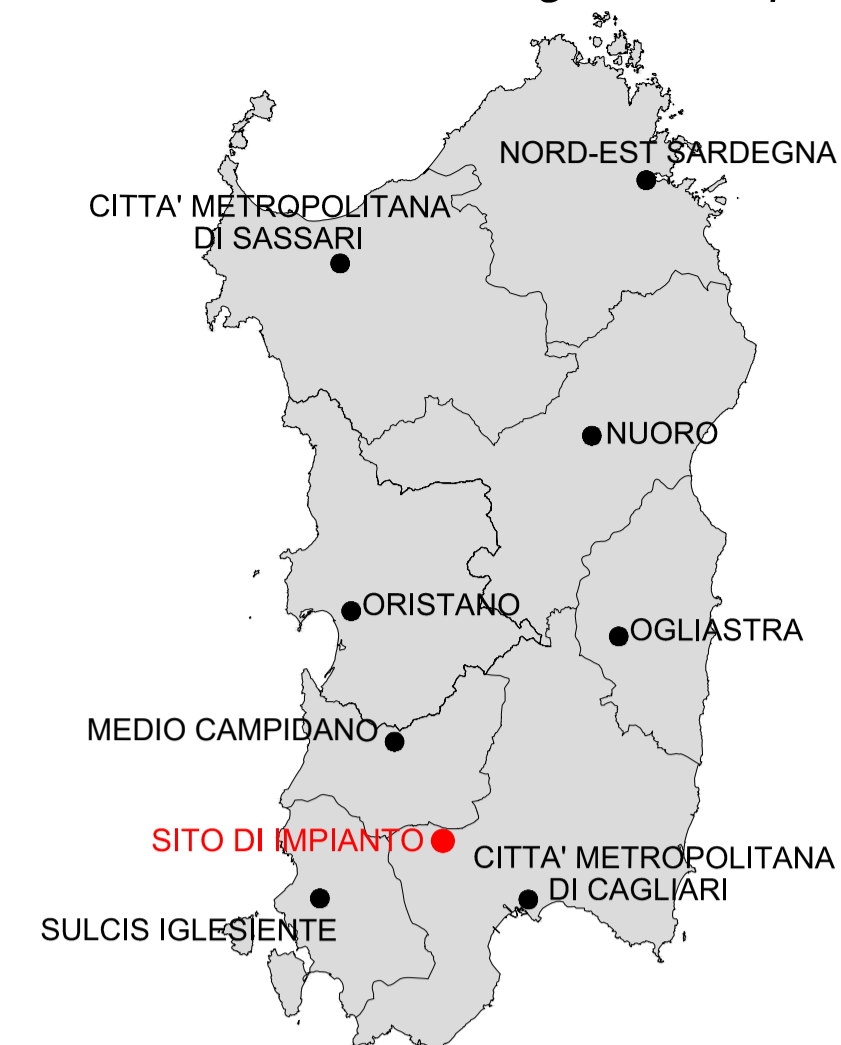 NORD-EST SARDEGNA
CITTA' METROPOLITANA
DI SASSARI
NUORO
ORISTANO
OGLIASTRA
MEDIO CAMPIDANO
SITO DI IMPIANTO
CITTA' METROPOLITANA
DI CAGLIARI
SULCIS IGLESIENTE